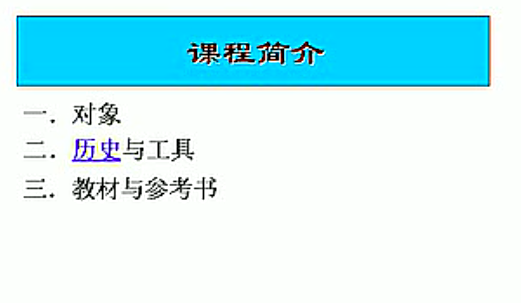 课程简介
一．对象
二．历史与工具
三．教材与参考书